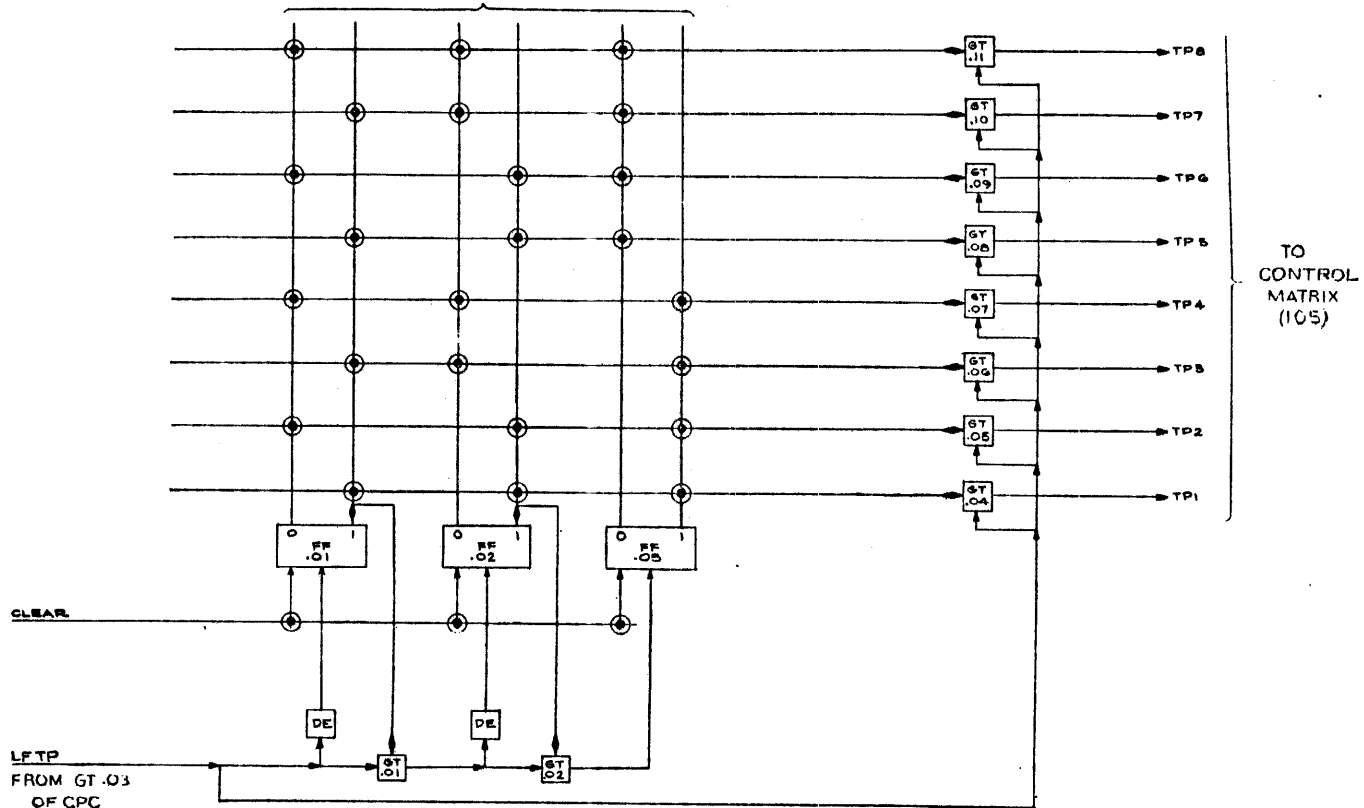 GT .11
TP8
GT .10
TP7
GT .09
TP6
GT .08
TP5
GT .07
TP4
GT .06
TP3
GT .05
TP2
GT .04
TP1
TO
CONTROL
MATRIX
(105)
0 1
FF
.01
0 1
FF
.02
0 1
FF
.03
CLEAR
DE
DE
LFTP
GT
.01
GT
.02
FROM GT .03
OF CPC